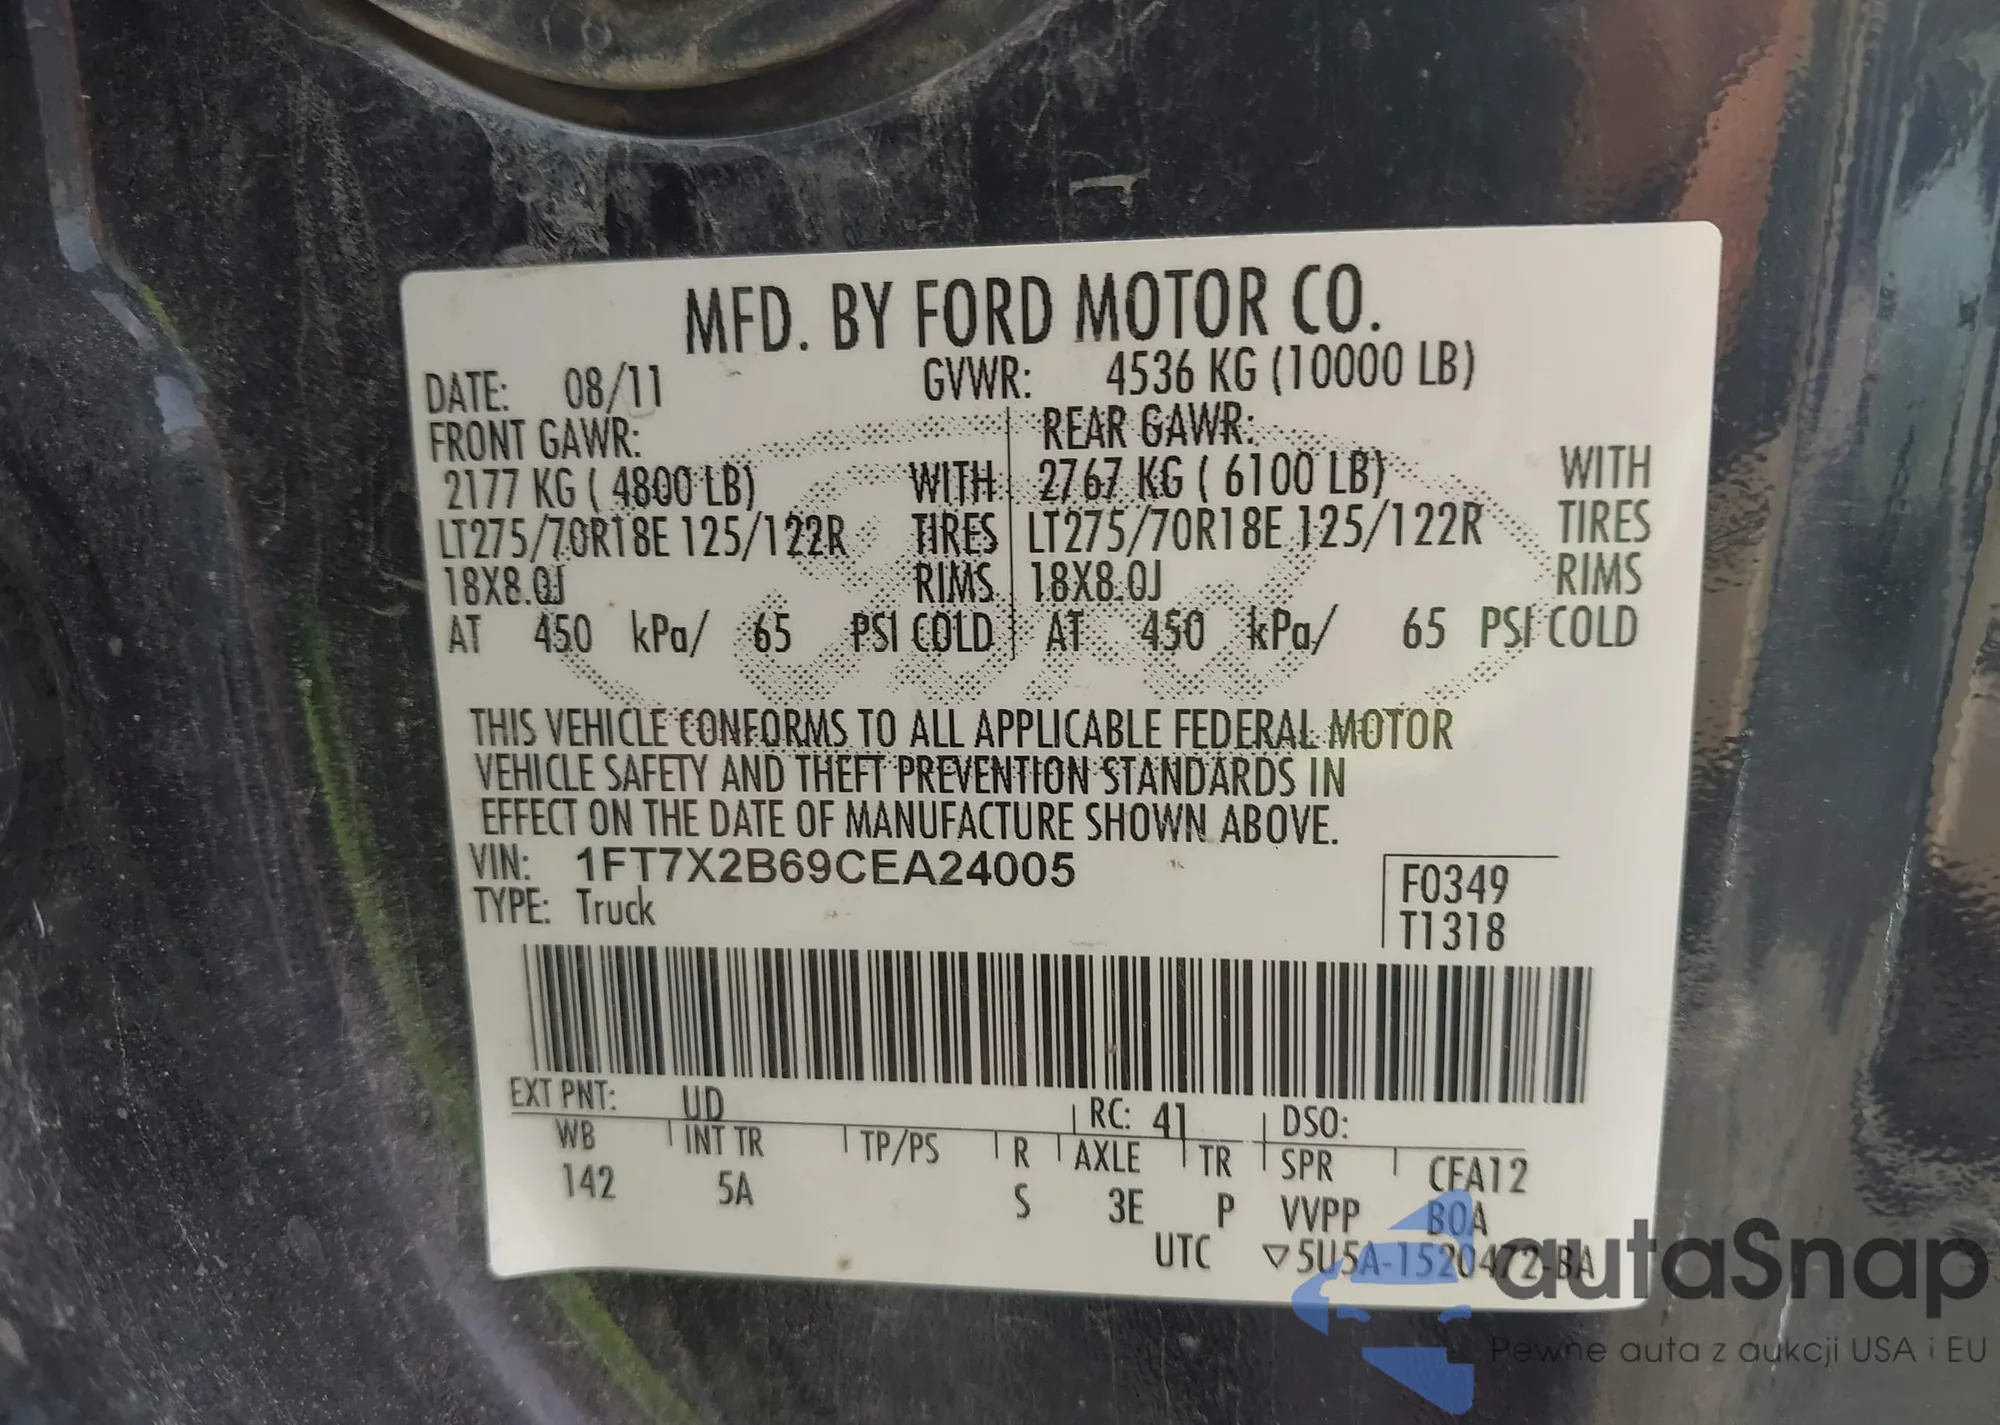 MFD. BY FORD MOTOR CO.
DATE: 08/11 GVWR: 4536 KG (10000 LB)
FRONT GAWR: REAR GAWR:
2177 KG ( 4800 LB) WITH 2767 KG ( 6100 LB) WITH
LT275/70R18E 125/122R TIRES LT275/70R18E 125/122R TIRES
18X8.0J RIMS 18X8.0J RIMS
AT 450 kPa/ 65 PSI COLD AT 450 kPa/ 65 PSI COLD
THIS VEHICLE CONFORMS TO ALL APPLICABLE FEDERAL MOTOR
VEHICLE SAFETY AND THEFT PREVENTION STANDARDS IN
EFFECT ON THE DATE OF MANUFACTURE SHOWN ABOVE.
VIN: 1FT7X2B69CEA24005
TYPE: Truck
F0349
T1318
EXT PNT: UD RC: 41 DSO:
WB INT TR TP/PS R AXLE TR SPR CFA12
142 5A S 3E P VVPP B0A
UTC ▽5U5A-1520472-BA
autaSnap
Pewne auta z aukcji USA i EU